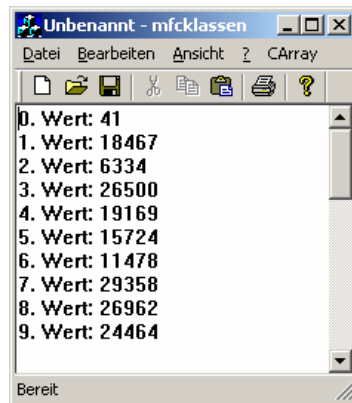 Unbenannt - mfcklassen
Datei Bearbeiten Ansicht ? CArray
0. Wert: 41
1. Wert: 18467
2. Wert: 6334
3. Wert: 26500
4. Wert: 19169
5. Wert: 15724
6. Wert: 11478
7. Wert: 29358
8. Wert: 26962
9. Wert: 24464
Bereit